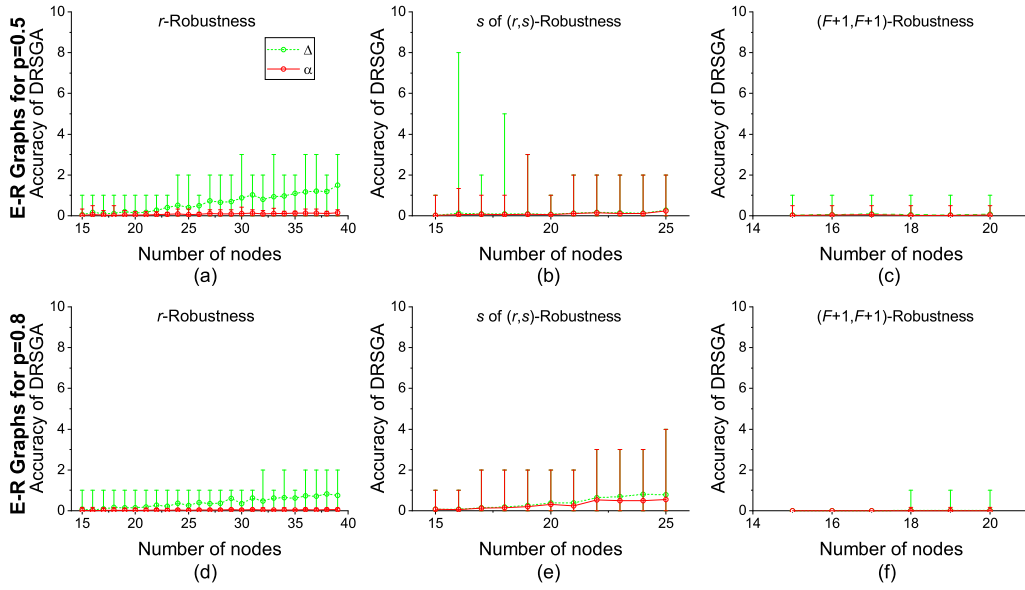 E-R Graphs for p=0.5
Accuracy of DRSGA
10
8
6
4
2
0
r-Robustness
Δ
α
15 20 25 30 35 40
Number of nodes
(a)
Accuracy of DRSGA
10
8
6
4
2
0
s of (r,s)-Robustness
15 20 25
Number of nodes
(b)
Accuracy of DRSGA
10
8
6
4
2
0
(F+1,F+1)-Robustness
14 16 18 20
Number of nodes
(c)
E-R Graphs for p=0.8
Accuracy of DRSGA
10
8
6
4
2
0
r-Robustness
15 20 25 30 35 40
Number of nodes
(d)
Accuracy of DRSGA
10
8
6
4
2
0
s of (r,s)-Robustness
15 20 25
Number of nodes
(e)
Accuracy of DRSGA
10
8
6
4
2
0
(F+1,F+1)-Robustness
14 16 18 20
Number of nodes
(f)